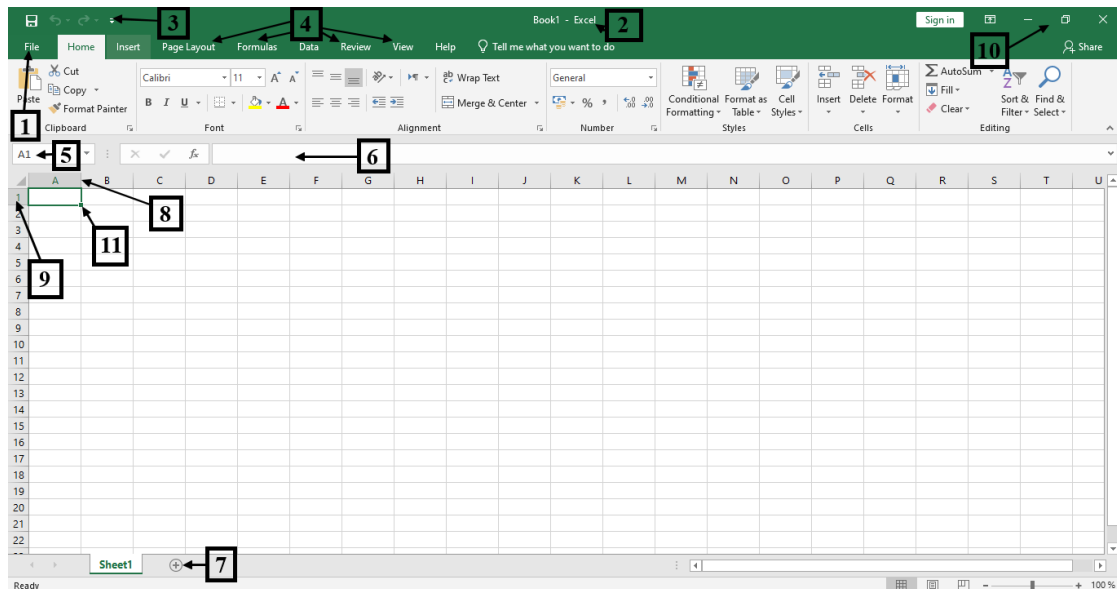 3 Book1 - Excel 2 Sign in
File Home Insert Page Layout 4 Formulas Data Review View Help Tell me what you want to do 10 Share
Cut Calibri 11 A A Wrap Text General Conditional Formatting Format as Table Cell Styles Insert Delete Format AutoSum Sort & Filter Find & Select
Paste Copy B I U A Merge & Center % , .00 Fill
Format Painter Clear
1 Clipboard Font Alignment Number Styles Cells Editing
A1 5 fx 6
A B C D E F G H I J K L M N O P Q R S T U
1
8
2
3
11
4
5
9
6
7
8
9
10
11
12
13
14
15
16
17
18
19
20
21
22
Sheet1 7
Ready 100 %